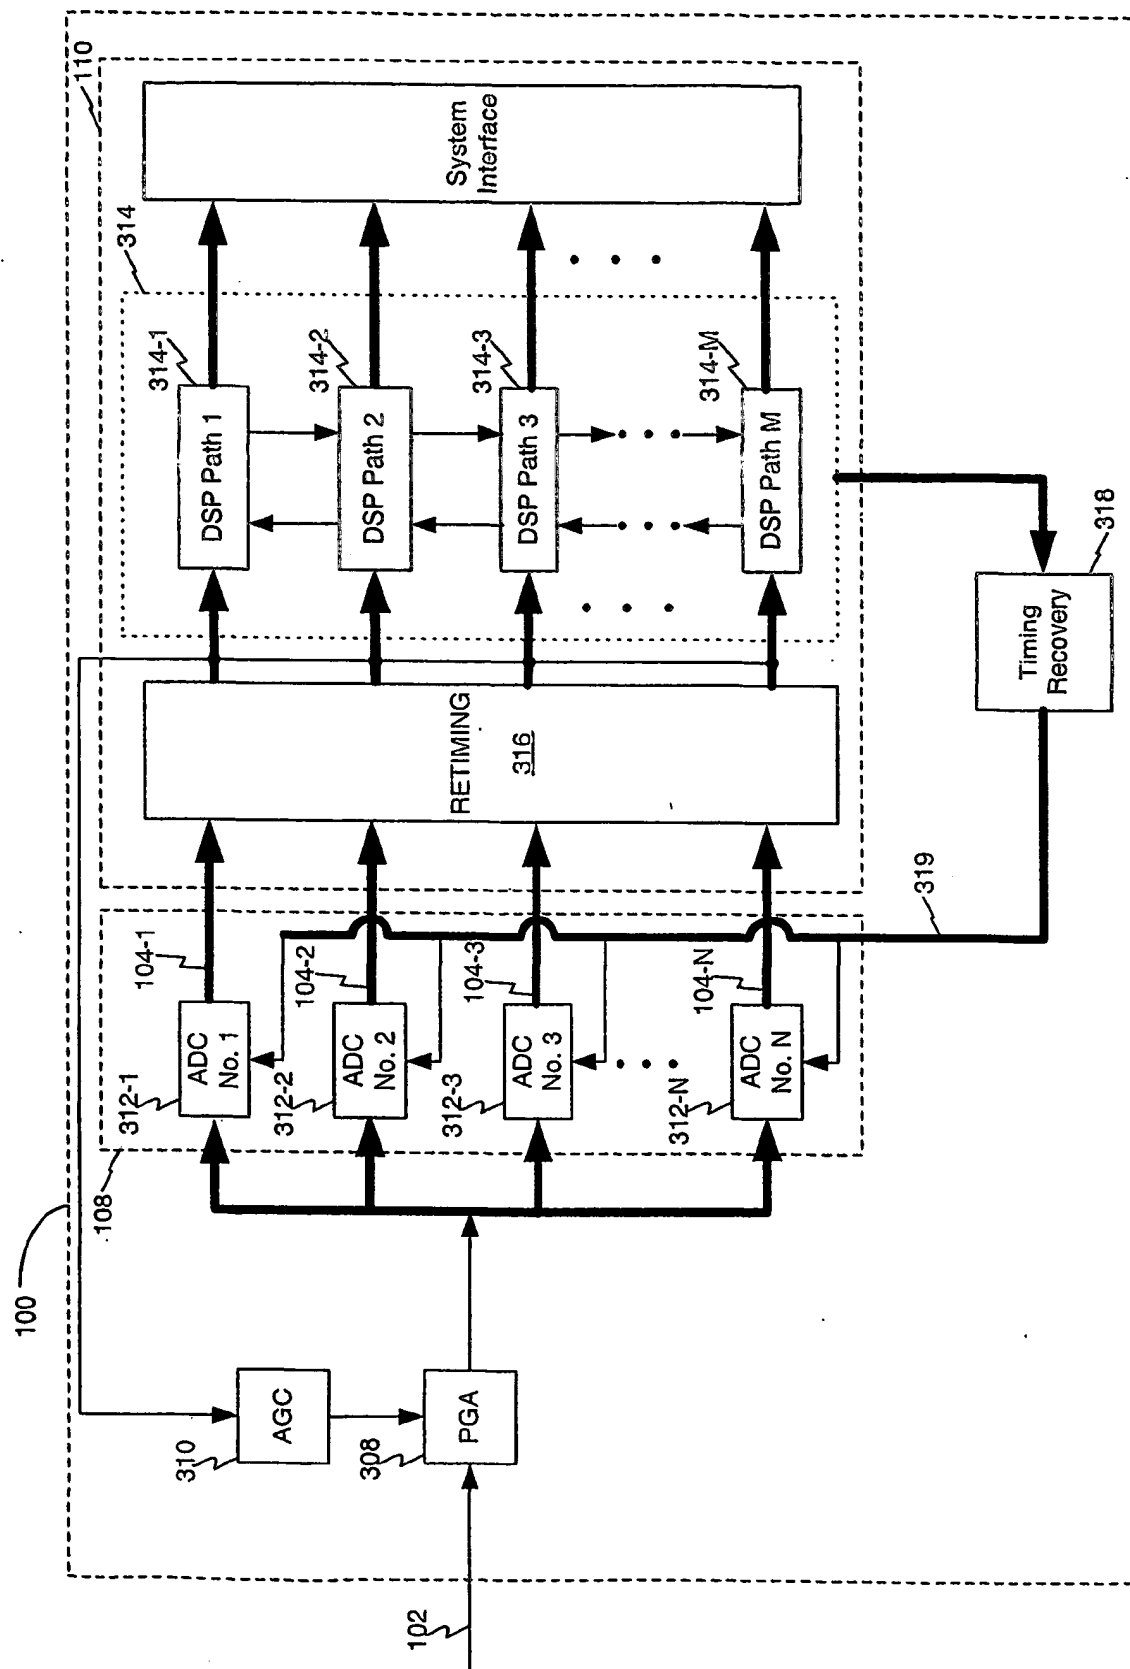 100
102
108
110
310
AGC
308
PGA
312-1
ADC
No. 1
104-1
312-2
ADC
No. 2
104-2
312-3
ADC
No. 3
104-3
312-N
ADC
No. N
104-N
RETIMING
316
314
314-1
DSP Path 1
314-2
DSP Path 2
314-3
DSP Path 3
314-M
DSP Path M
System
Interface
Timing
Recovery
318
319